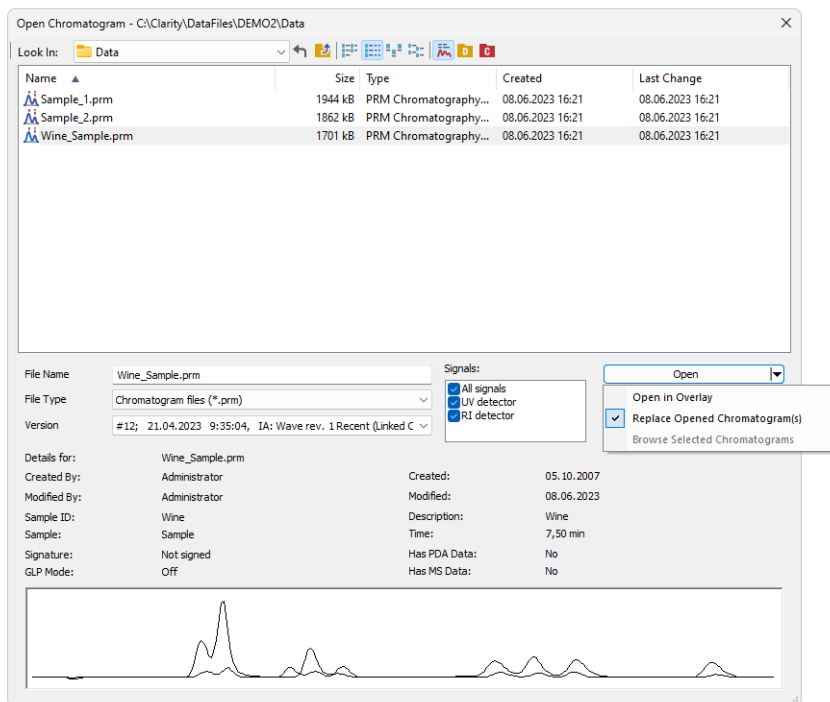 Open Chromatogram - C:\Clarity\DataFiles\DEMO2\Data
Look In: Data D C
Name Size Type Created Last Change
Sample_1.prm 1944 kB PRM Chromatography... 08.06.2023 16:21 08.06.2023 16:21
Sample_2.prm 1862 kB PRM Chromatography... 08.06.2023 16:21 08.06.2023 16:21
Wine_Sample.prm 1701 kB PRM Chromatography... 08.06.2023 16:21 08.06.2023 16:21
File Name Wine_Sample.prm
File Type Chromatogram files (*.prm)
Version #12; 21.04.2023 9:35:04, IA: Wave rev. 1 Recent (Linked C
Signals:
All signals
UV detector
RI detector
Open
Open in Overlay
Replace Opened Chromatogram(s)
Browse Selected Chromatograms
Details for: Wine_Sample.prm
Created By: Administrator Created: 05.10.2007
Modified By: Administrator Modified: 08.06.2023
Sample ID: Wine Description: Wine
Sample: Sample Time: 7,50 min
Signature: Not signed Has PDA Data: No
GLP Mode: Off Has MS Data: No